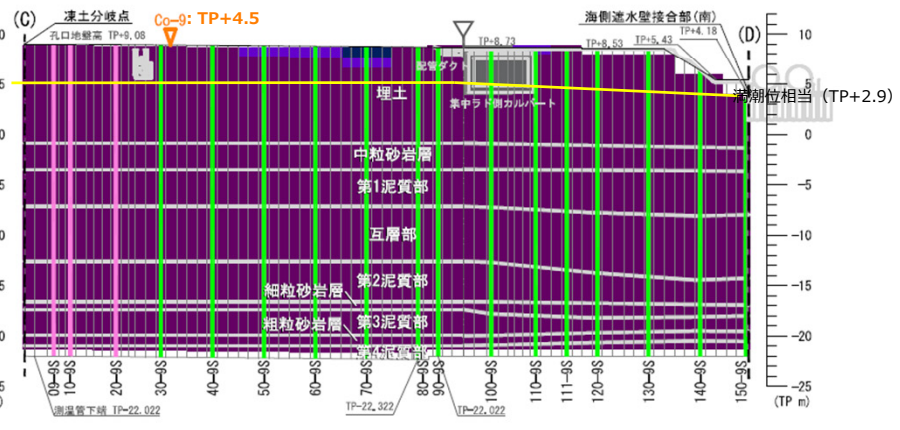 (C)
凍土分岐点
Co-9: TP+4.5
海側遮水壁接合部(南)
孔口地盤高 TP+9.08
TP+8.73
TP+8.53
TP+5.43
TP+4.18
(D)
10
配管ダクト
埋土
集中ラド側カルバート
満潮位相当（TP+2.9）
0
中粒砂岩層
第1泥質部
-5
互層部
-10
第2泥質部
細粒砂岩層
-15
粗粒砂岩層
第3泥質部
-20
第4泥質部
-25
(TP m)
09-9S
10-9S
20-9S
30-9S
40-9S
50-9S
60-9S
70-9S
80-9S
90-9S
100-9S
110-9S
111-9S
120-9S
130-9S
140-9S
150-9S
測温管下端 TP-22.022
TP-22.322
TP-22.022